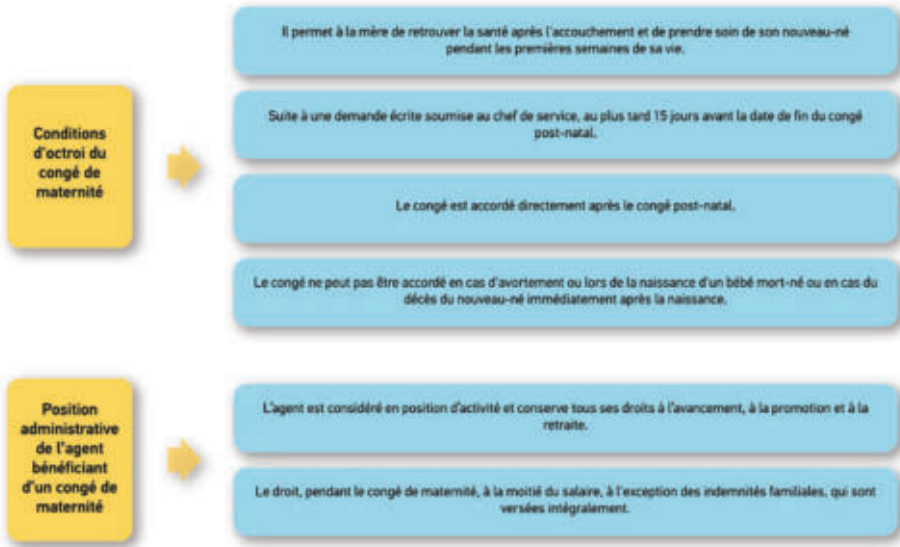 Conditions
d'octroi du
congé de
maternité
Il permet à la mère de retrouver la santé après l'accouchement et de prendre soin de son nouveau-né
pendant les premières semaines de sa vie.
Suite à une demande écrite soumise au chef de service, au plus tard 15 jours avant la date de fin du congé
post-natal.
Le congé est accordé directement après le congé post-natal.
Le congé ne peut pas être accordé en cas d'avortement ou lors de la naissance d'un bébé mort-né ou en cas du
décès du nouveau-né immédiatement après la naissance.
Position
administrative
de l'agent
bénéficiant
d'un congé de
maternité
L'agent est considéré en position d'activité et conserve tous ses droits à l'avancement, à la promotion et à la
retraite.
Le droit, pendant le congé de maternité, à la moitié du salaire, à l'exception des indemnités familiales, qui sont
versées intégralement.